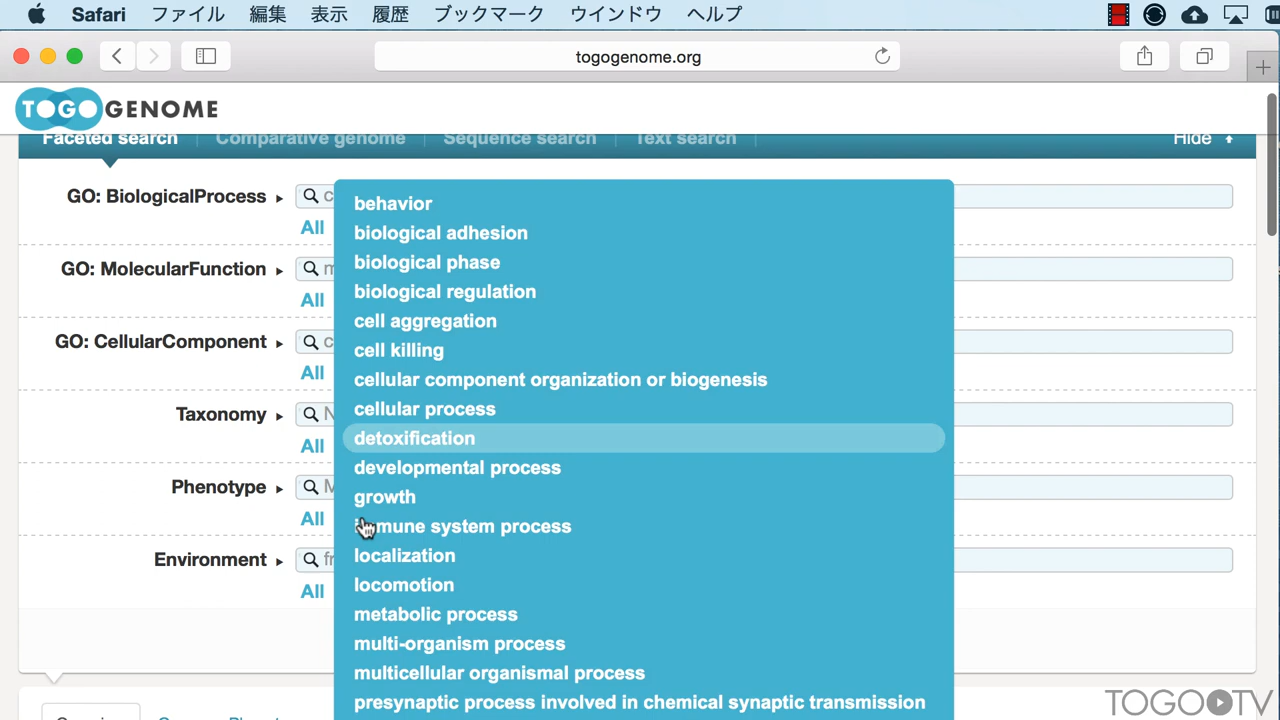 Safari ファイル 編集 表示 履歴 ブックマーク ウインドウ ヘルプ
togogenome.org
TOGOGENOME
Faceted search Comparative genome Sequence search Text search Hide
GO: BiologicalProcess
All
GO: MolecularFunction
All
GO: CellularComponent
All
Taxonomy
All
Phenotype
All
Environment
All
behavior
biological adhesion
biological phase
biological regulation
cell aggregation
cell killing
cellular component organization or biogenesis
cellular process
detoxification
developmental process
growth
immune system process
localization
locomotion
metabolic process
multi-organism process
multicellular organismal process
presynaptic process involved in chemical synaptic transmission
TOGO TV